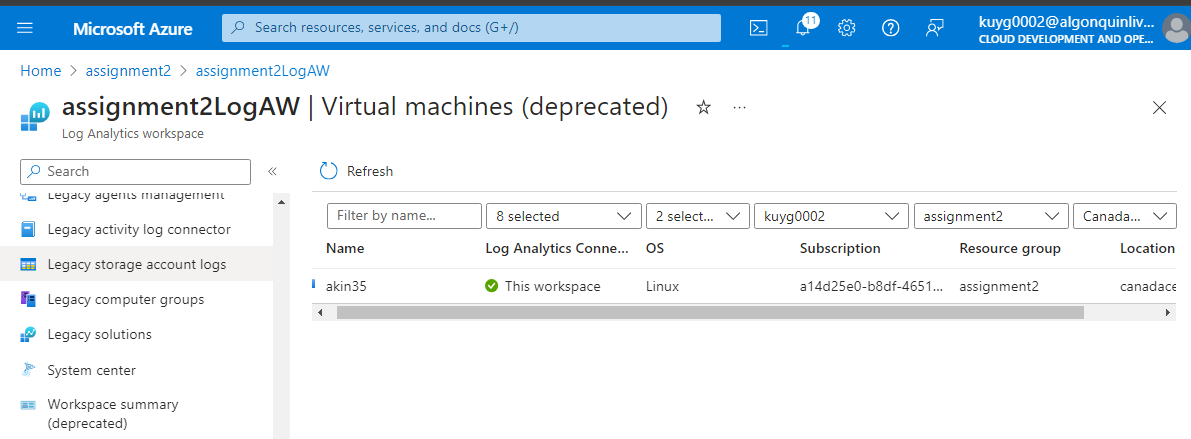 Microsoft Azure
Search resources, services, and docs (G+/)
11
kuyg0002@algonquinliv...
CLOUD DEVELOPMENT AND OPE...
Home > assignment2 > assignment2LogAW
assignment2LogAW | Virtual machines (deprecated)
Log Analytics workspace
Search
Refresh
Legacy agents management
Legacy activity log connector
Legacy storage account logs
Legacy computer groups
Legacy solutions
System center
Workspace summary
(deprecated)
Filter by name... 8 selected 2 select... kuyg0002 assignment2 Canada...
Name Log Analytics Conne... OS Subscription Resource group Location
akin35 This workspace Linux a14d25e0-b8df-4651... assignment2 canadace